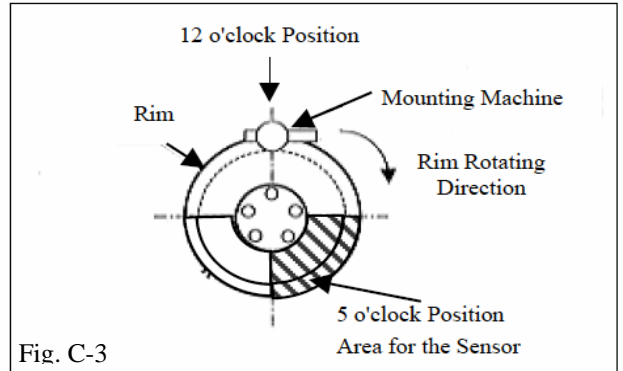 12 o'clock Position
Mounting Machine
Rim
Rim Rotating
Direction
5 o'clock Position
Area for the Sensor
Fig. C-3